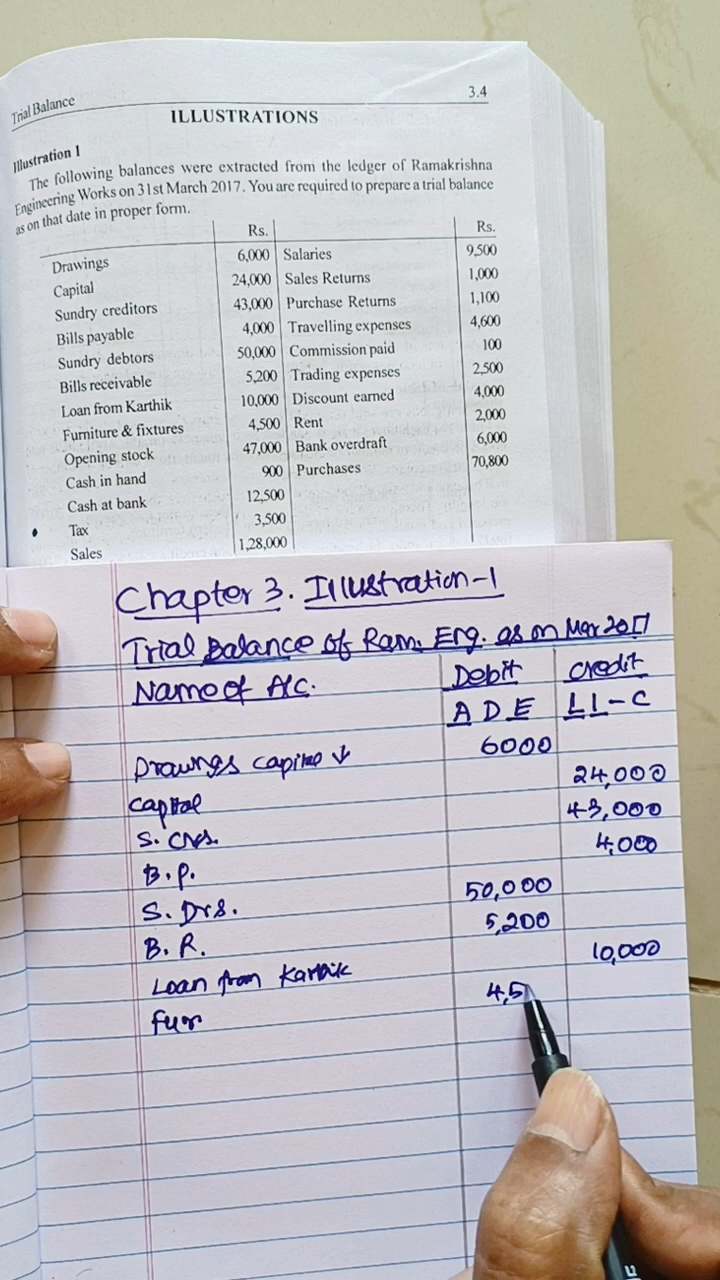 Trial Balance 3.4
ILLUSTRATIONS
Illustration 1
The following balances were extracted from the ledger of Ramakrishna
Engineering Works on 31st March 2017. You are required to prepare a trial balance
as on that date in proper form.
Rs. Rs.
Drawings 6,000 Salaries 9,500
Capital 24,000 Sales Returns 1,000
Sundry creditors 43,000 Purchase Returns 1,100
Bills payable 4,000 Travelling expenses 4,600
Sundry debtors 50,000 Commission paid 100
Bills receivable 5,200 Trading expenses 2,500
Loan from Karthik 10,000 Discount earned 4,000
Furniture & fixtures 4,500 Rent 2,000
Opening stock 47,000 Bank overdraft 6,000
Cash in hand 900 Purchases 70,800
Cash at bank 12,500
Tax 3,500
Sales 1,28,000
Chapter 3. Illustration-1
Trial Balance of Ram. Eng. as on Mar 2017
Name of A/C. Debit Credit
A D E L I - C
Drawings capital ↓ 6000
Capital 24,000
S. Crs. 43,000
B.P. 4,000
S. Drs. 50,000
B. R. 5,200
Loan from Karthik 10,000
Fur 4,5